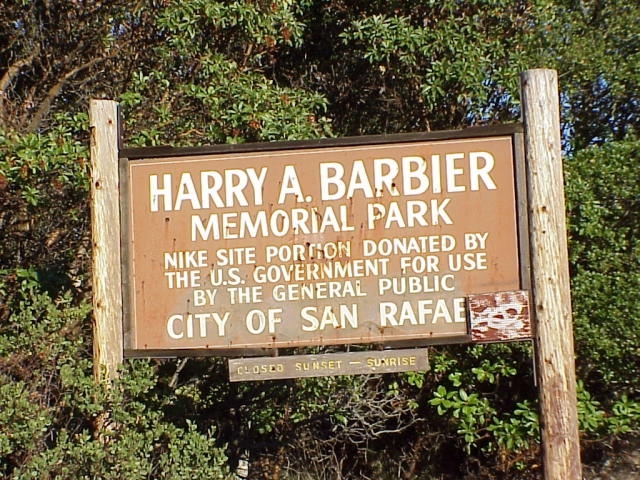 HARRY A. BARBIER
MEMORIAL PARK
NIKE SITE PORTION DONATED BY
THE U.S. GOVERNMENT FOR USE
BY THE GENERAL PUBLIC
CITY OF SAN RAFAE
CLOSED SUNSET — SUNRISE